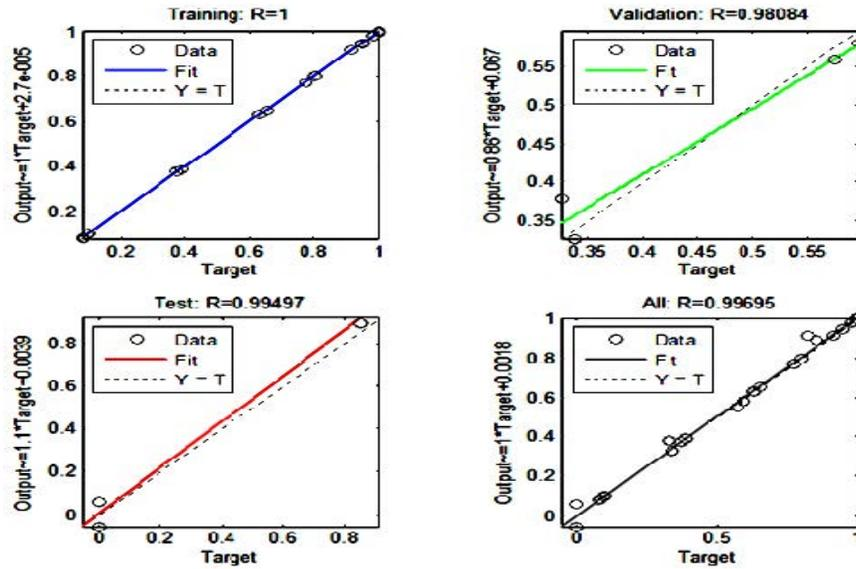 Training: R=1
Output~=1*Target+2.7e-005
1
0.8
0.6
0.4
0.2
Data
Fit
Y = T
0.2 0.4 0.6 0.8 1
Target
Validation: R=0.98084
Output~=0.86*Target+0.067
0.55
0.5
0.45
0.4
0.35
Data
Fit
Y = T
0.35 0.4 0.45 0.5 0.55
Target
Test: R=0.99497
Output~=1.1*Target+0.0039
0.8
0.6
0.4
0.2
0
Data
Fit
Y = T
0 0.2 0.4 0.6 0.8
Target
All: R=0.99695
Output~=1*Target+0.0018
1
0.8
0.6
0.4
0.2
0
Data
Fit
Y = T
0 0.5 1
Target